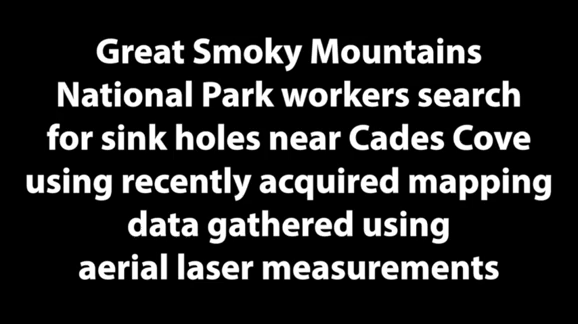 Great Smoky Mountains
National Park workers search
for sink holes near Cades Cove
using recently acquired mapping
data gathered using
aerial laser measurements